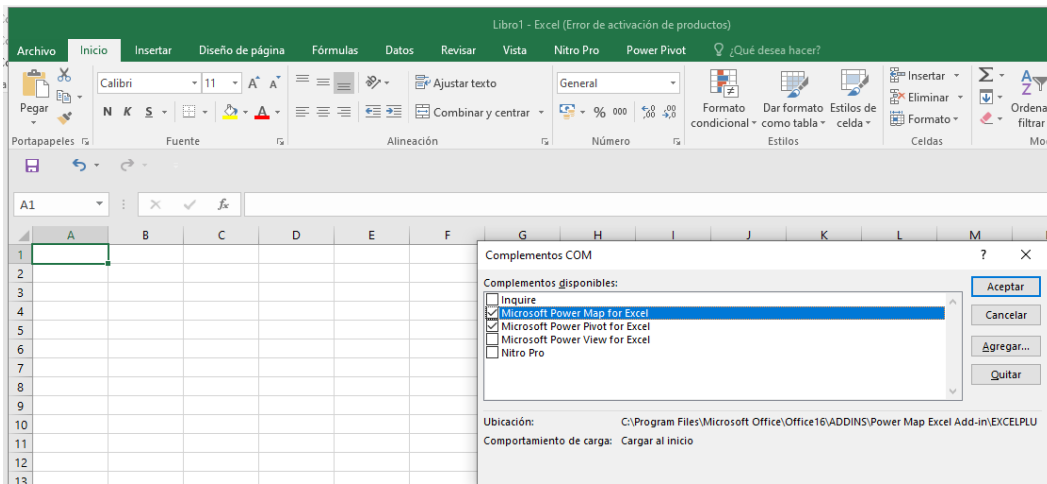 Libro1 - Excel (Error de activación de productos)
Archivo Inicio Insertar Diseño de página Fórmulas Datos Revisar Vista Nitro Pro Power Pivot ¿Qué desea hacer?
Calibri 11 A A Ajustar texto General Insertar Σ
Pegar N K S A Combinar y centrar % 000 Formato condicional Dar formato como tabla Estilos de celda Eliminar Formato Ordena filtrar
Portapapeles Fuente Alineación Número Estilos Celdas Mo
A1 fx
A B C D E F G H I J K L M
1
2
3
4
5
6
7
8
9
10
11
12
13
Complementos COM ? X
Complementos disponibles:
Inquire
Microsoft Power Map for Excel
Microsoft Power Pivot for Excel
Microsoft Power View for Excel
Nitro Pro
Aceptar
Cancelar
Agregar...
Quitar
Ubicación: C:\Program Files\Microsoft Office\Office16\ADDINS\Power Map Excel Add-in\EXCELPLU
Comportamiento de carga: Cargar al inicio